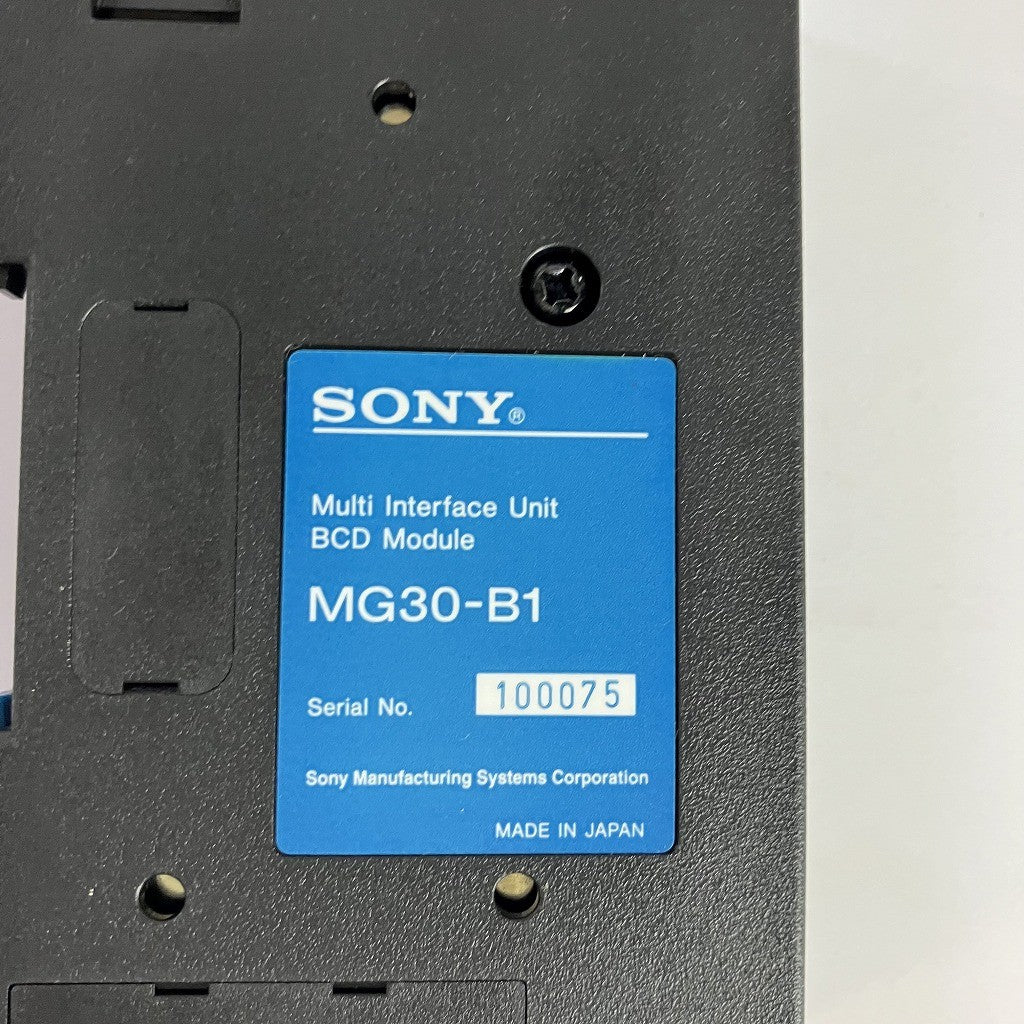 SONY®
Multi Interface Unit
BCD Module
MG30-B1
Serial No. 100075
Sony Manufacturing Systems Corporation
MADE IN JAPAN